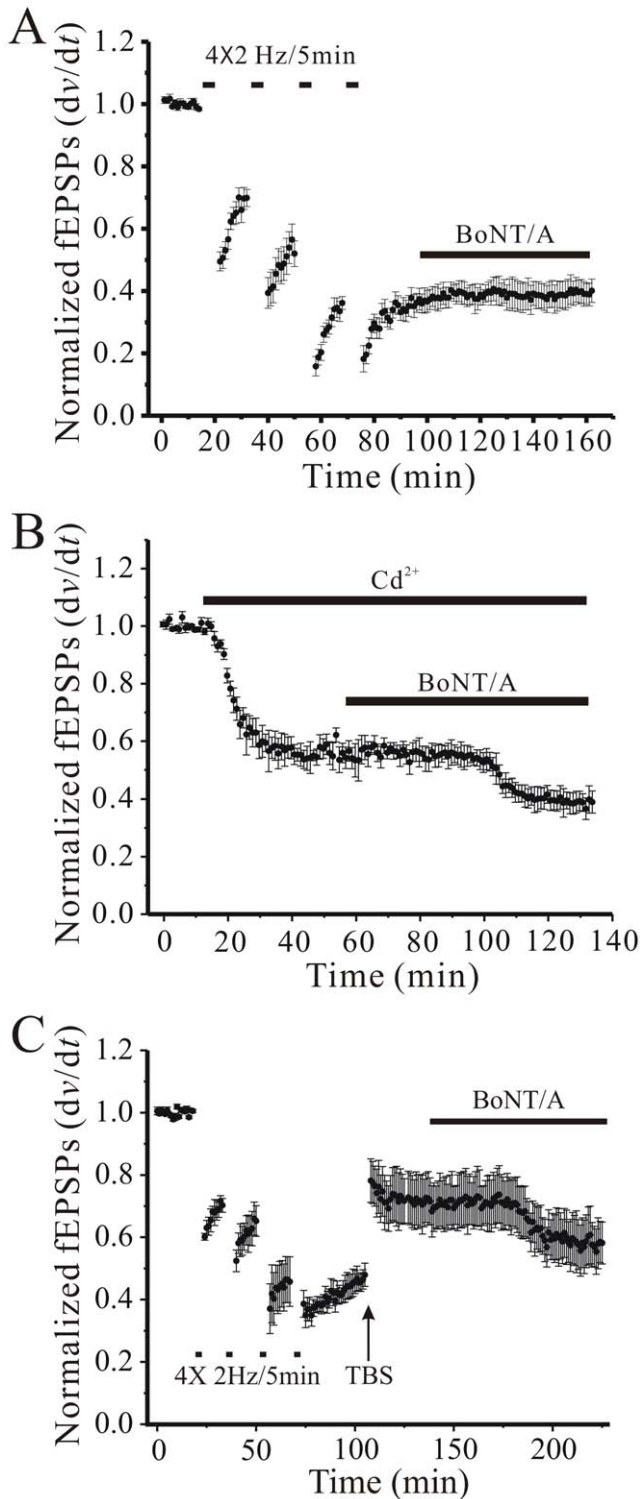 A
4X2 Hz/5min
BoNT/A
Normalized fEPSPs (dv/dt)
1.2
1.0
0.8
0.6
0.4
0.2
0.0
0 20 40 60 80 100 120 140 160
Time (min)
B
Cd2+
BoNT/A
Normalized fEPSPs (dv/dt)
1.2
1.0
0.8
0.6
0.4
0.2
0.0
0 20 40 60 80 100 120 140
Time (min)
C
BoNT/A
Normalized fEPSPs (dv/dt)
1.2
1.0
0.8
0.6
0.4
0.2
0.0
4X 2Hz/5min
TBS
0 50 100 150 200
Time (min)